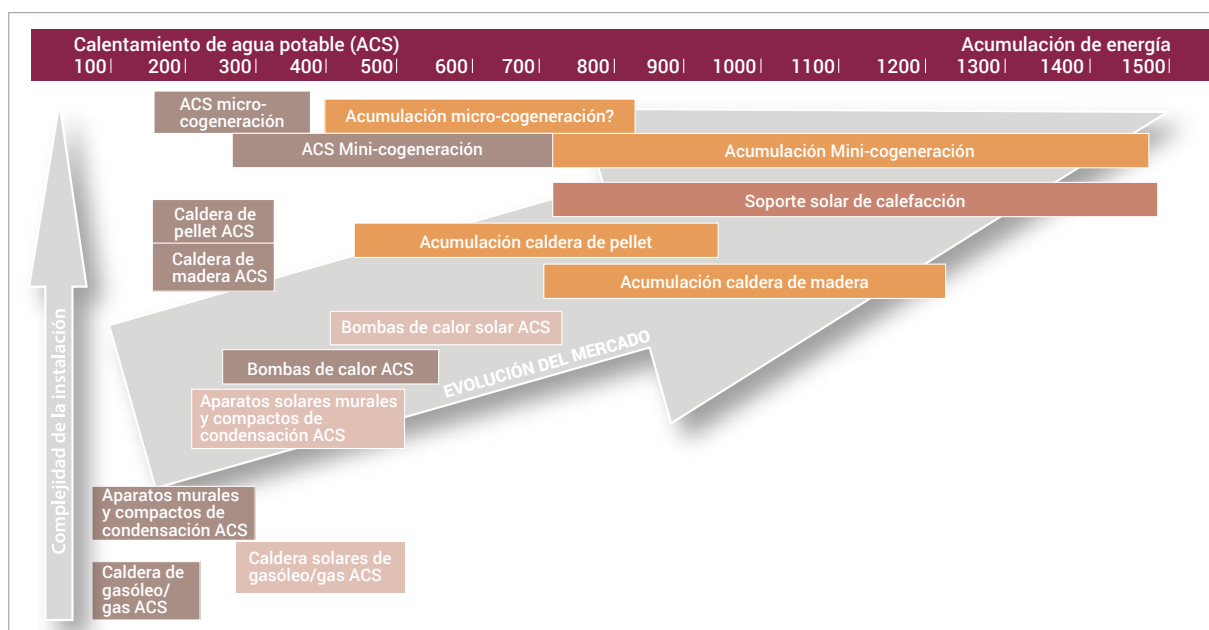 Calentamiento de agua potable (ACS)
Acumulación de energía
100 200 300 400 500 600 700 800 900 1000 1100 1200 1300 1400 1500
ACS micro-
cogeneración
Acumulación micro-cogeneración?
ACS Mini-cogeneración
Acumulación Mini-cogeneración
Soporte solar de calefacción
Caldera de
pellet ACS
Acumulación caldera de pellet
Caldera de
madera ACS
Acumulación caldera de madera
Bombas de calor solar ACS
Bombas de calor ACS
EVOLUCIÓN DEL MERCADO
Aparatos solares murales
y compactos de
condensación ACS
Complejidad de la instalación
Aparatos murales
y compactos de
condensación ACS
Caldera solares de
gasóleo/gas ACS
Caldera de
gasóleo/
gas ACS